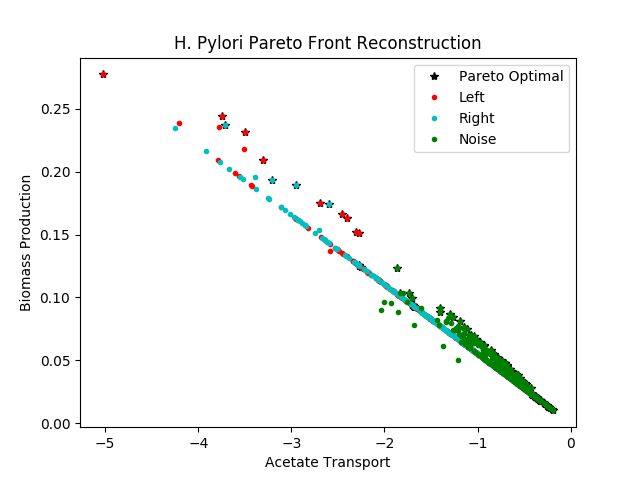 H. Pylori Pareto Front Reconstruction
Pareto Optimal
Left
Right
Noise
Biomass Production
0.25
0.20
0.15
0.10
0.05
0.00
−5
−4
−3
−2
−1
0
Acetate Transport